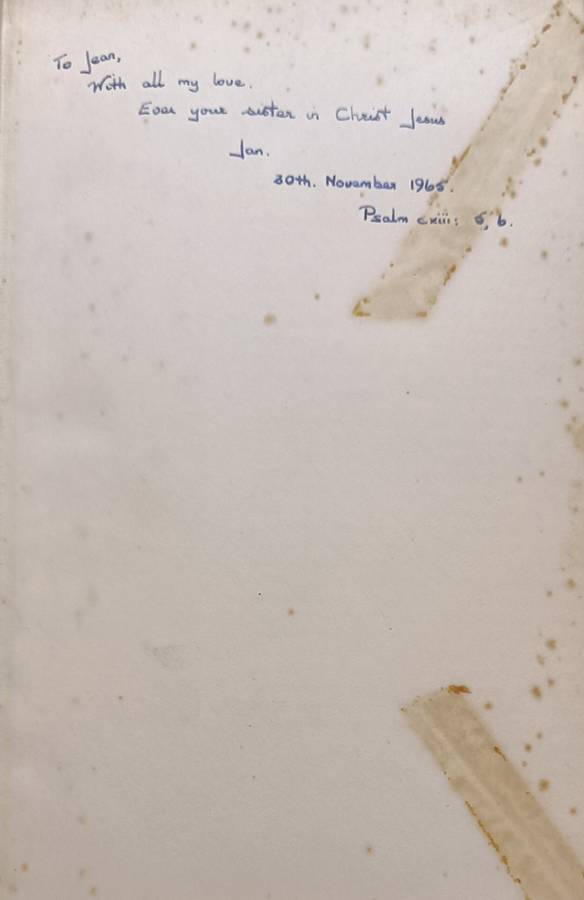 To Jean,
With all my love.
Ever your sister in Christ Jesus
Jan.
30th. November 1965.
Psalm cxiii: 5, 6.